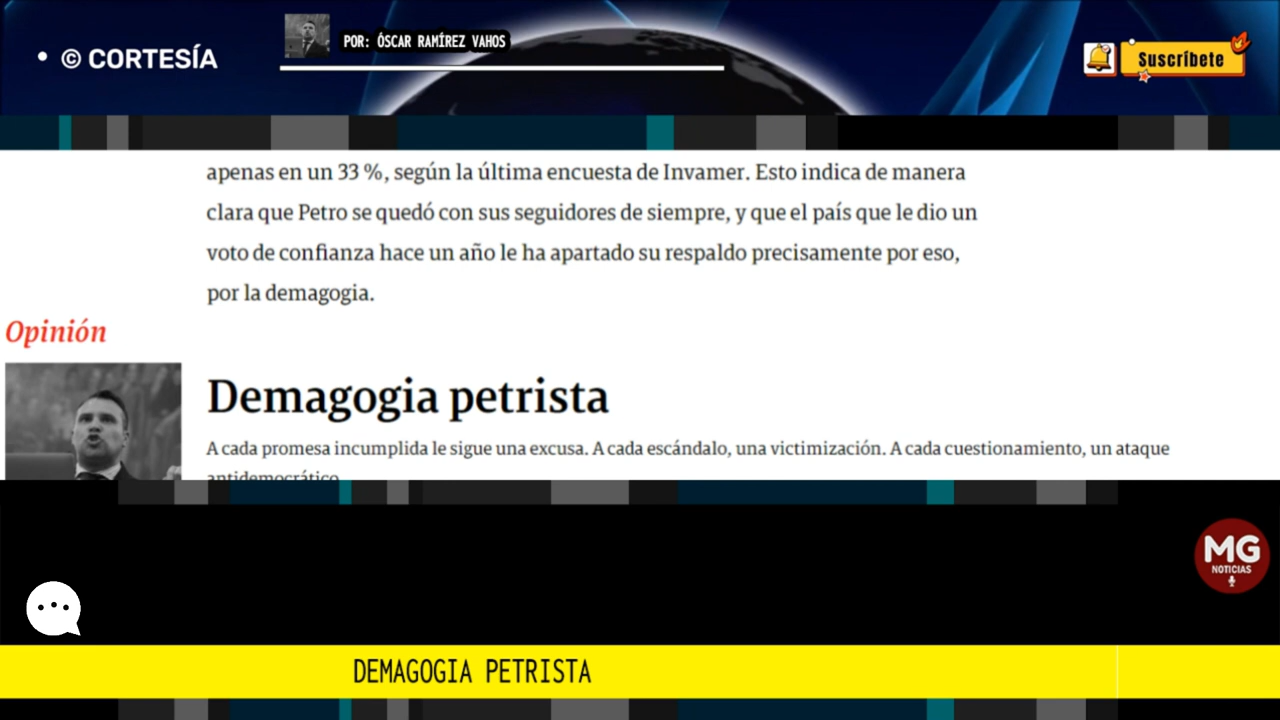 • © CORTESÍA
POR: ÓSCAR RAMÍREZ VAHOS
Suscríbete
apenas en un 33 %, según la última encuesta de Invamer. Esto indica de manera
clara que Petro se quedó con sus seguidores de siempre, y que el país que le dio un
voto de confianza hace un año le ha apartado su respaldo precisamente por eso,
por la demagogia.
Opinión
Demagogia petrista
A cada promesa incumplida le sigue una excusa. A cada escándalo, una victimización. A cada cuestionamiento, un ataque
antidemocrático
MG
NOTICIAS
DEMAGOGIA PETRISTA